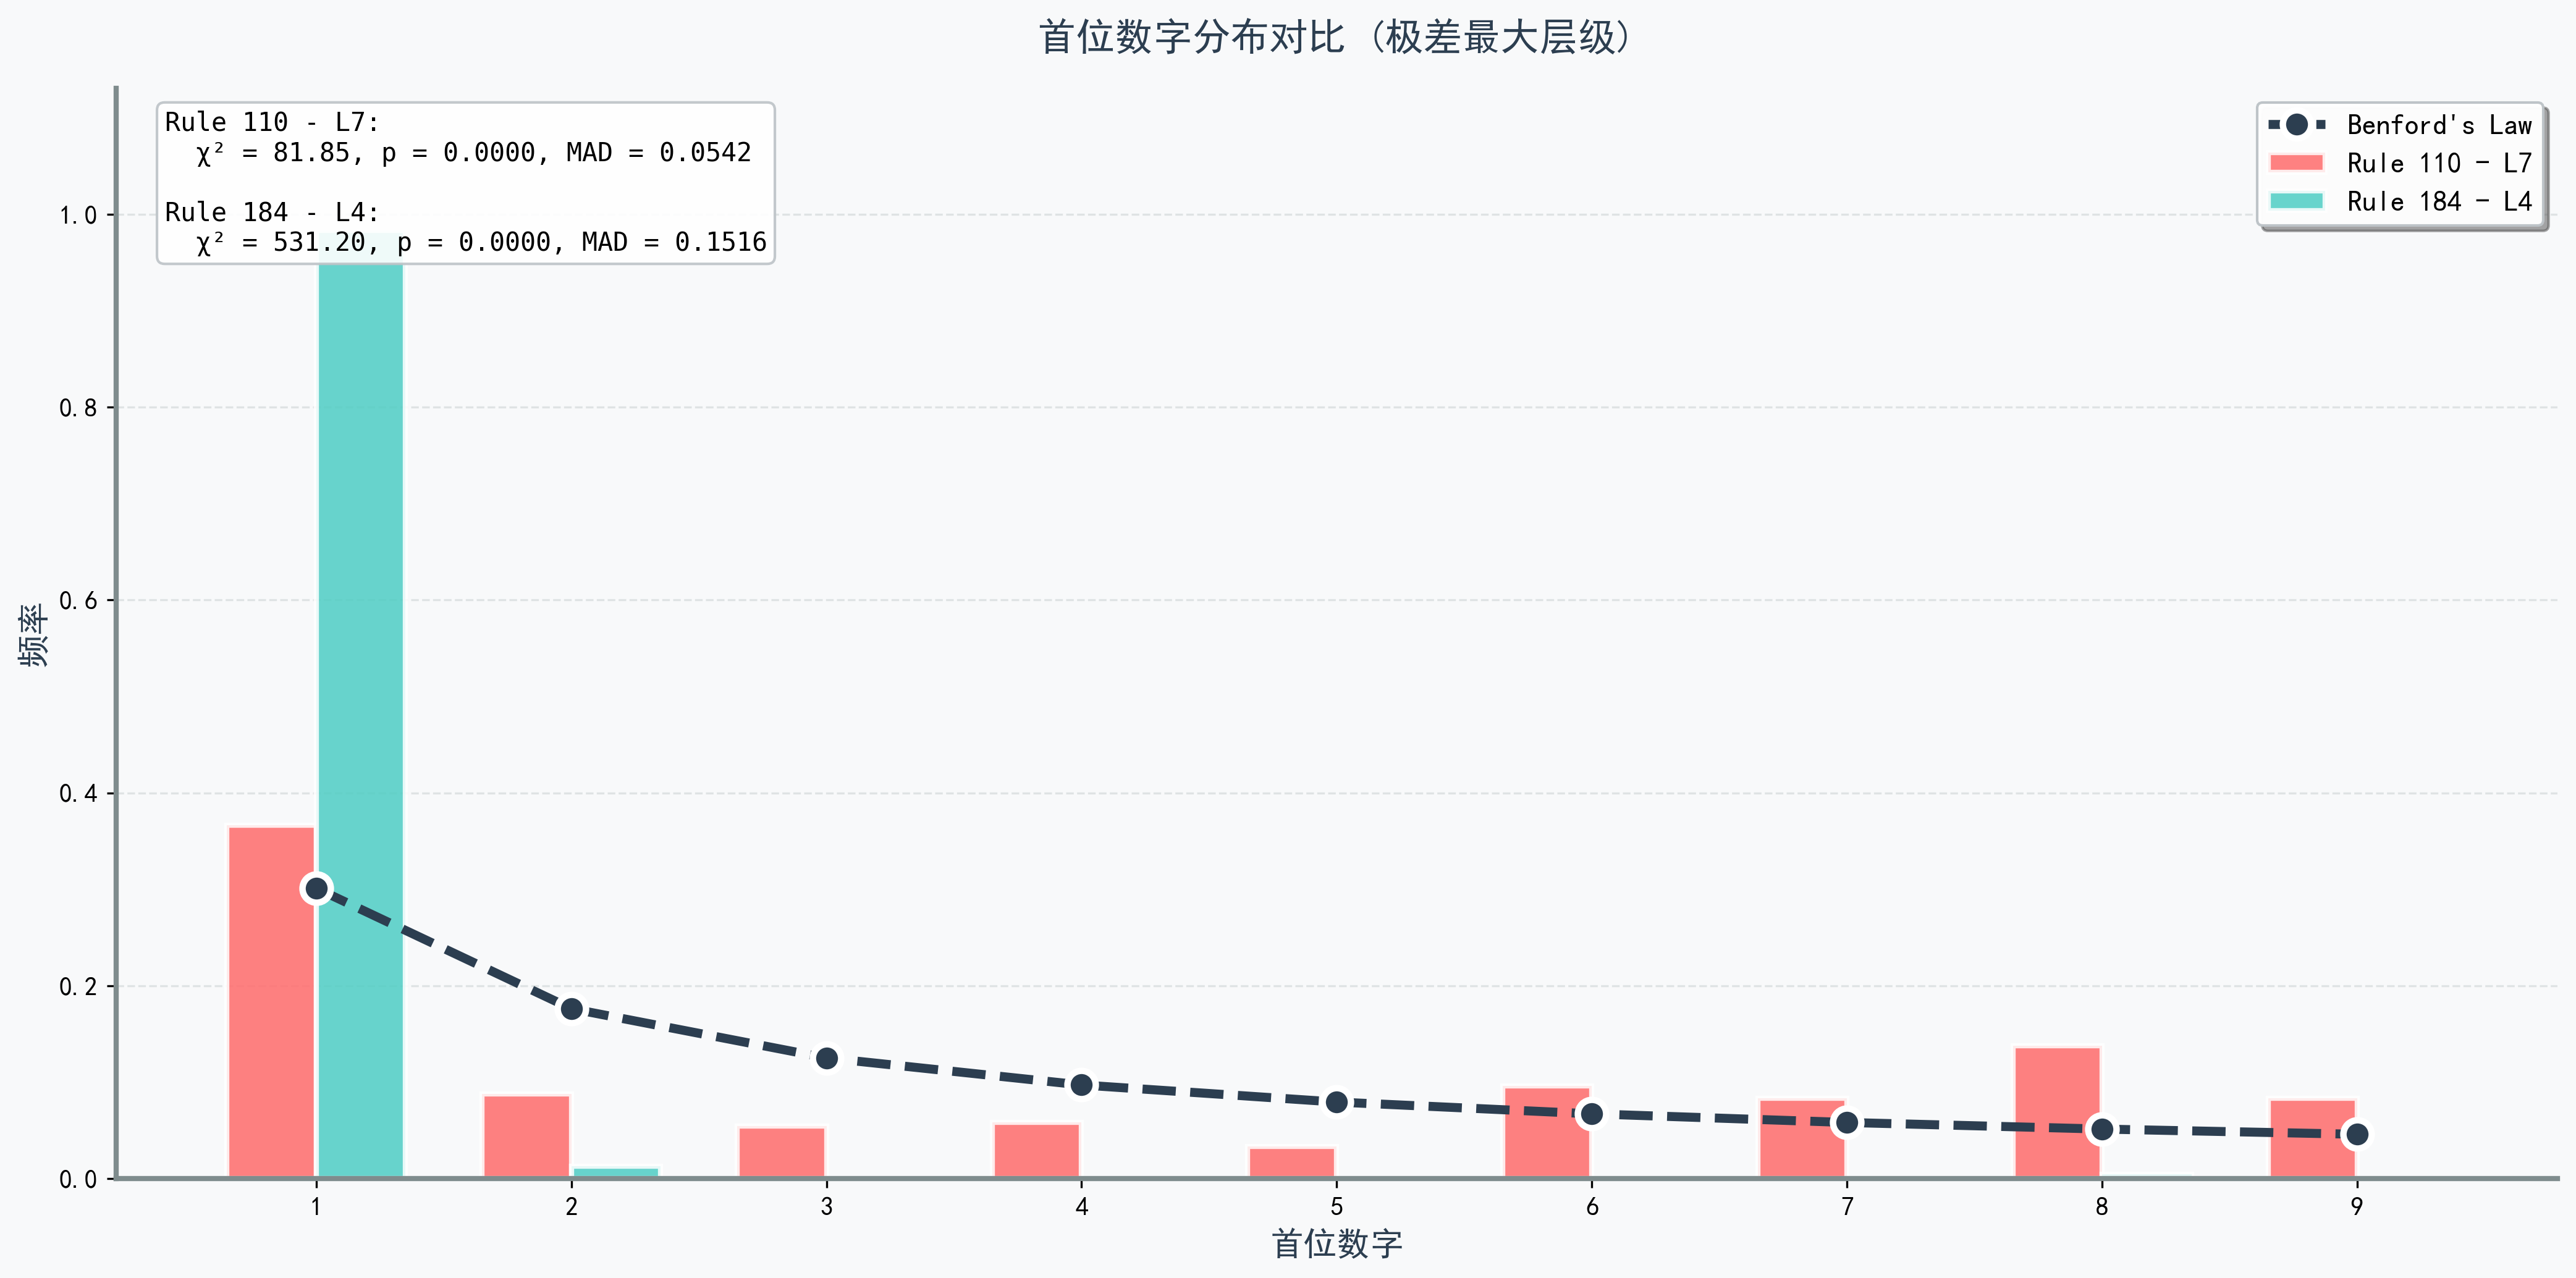 首位数字分布对比 (极差最大层级)
Rule 110 - L7:
χ² = 81.85, p = 0.0000, MAD = 0.0542
Rule 184 - L4:
χ² = 531.20, p = 0.0000, MAD = 0.1516
Benford's Law
Rule 110 - L7
Rule 184 - L4
频率
1.0
0.8
0.6
0.4
0.2
0.0
1 2 3 4 5 6 7 8 9
首位数字